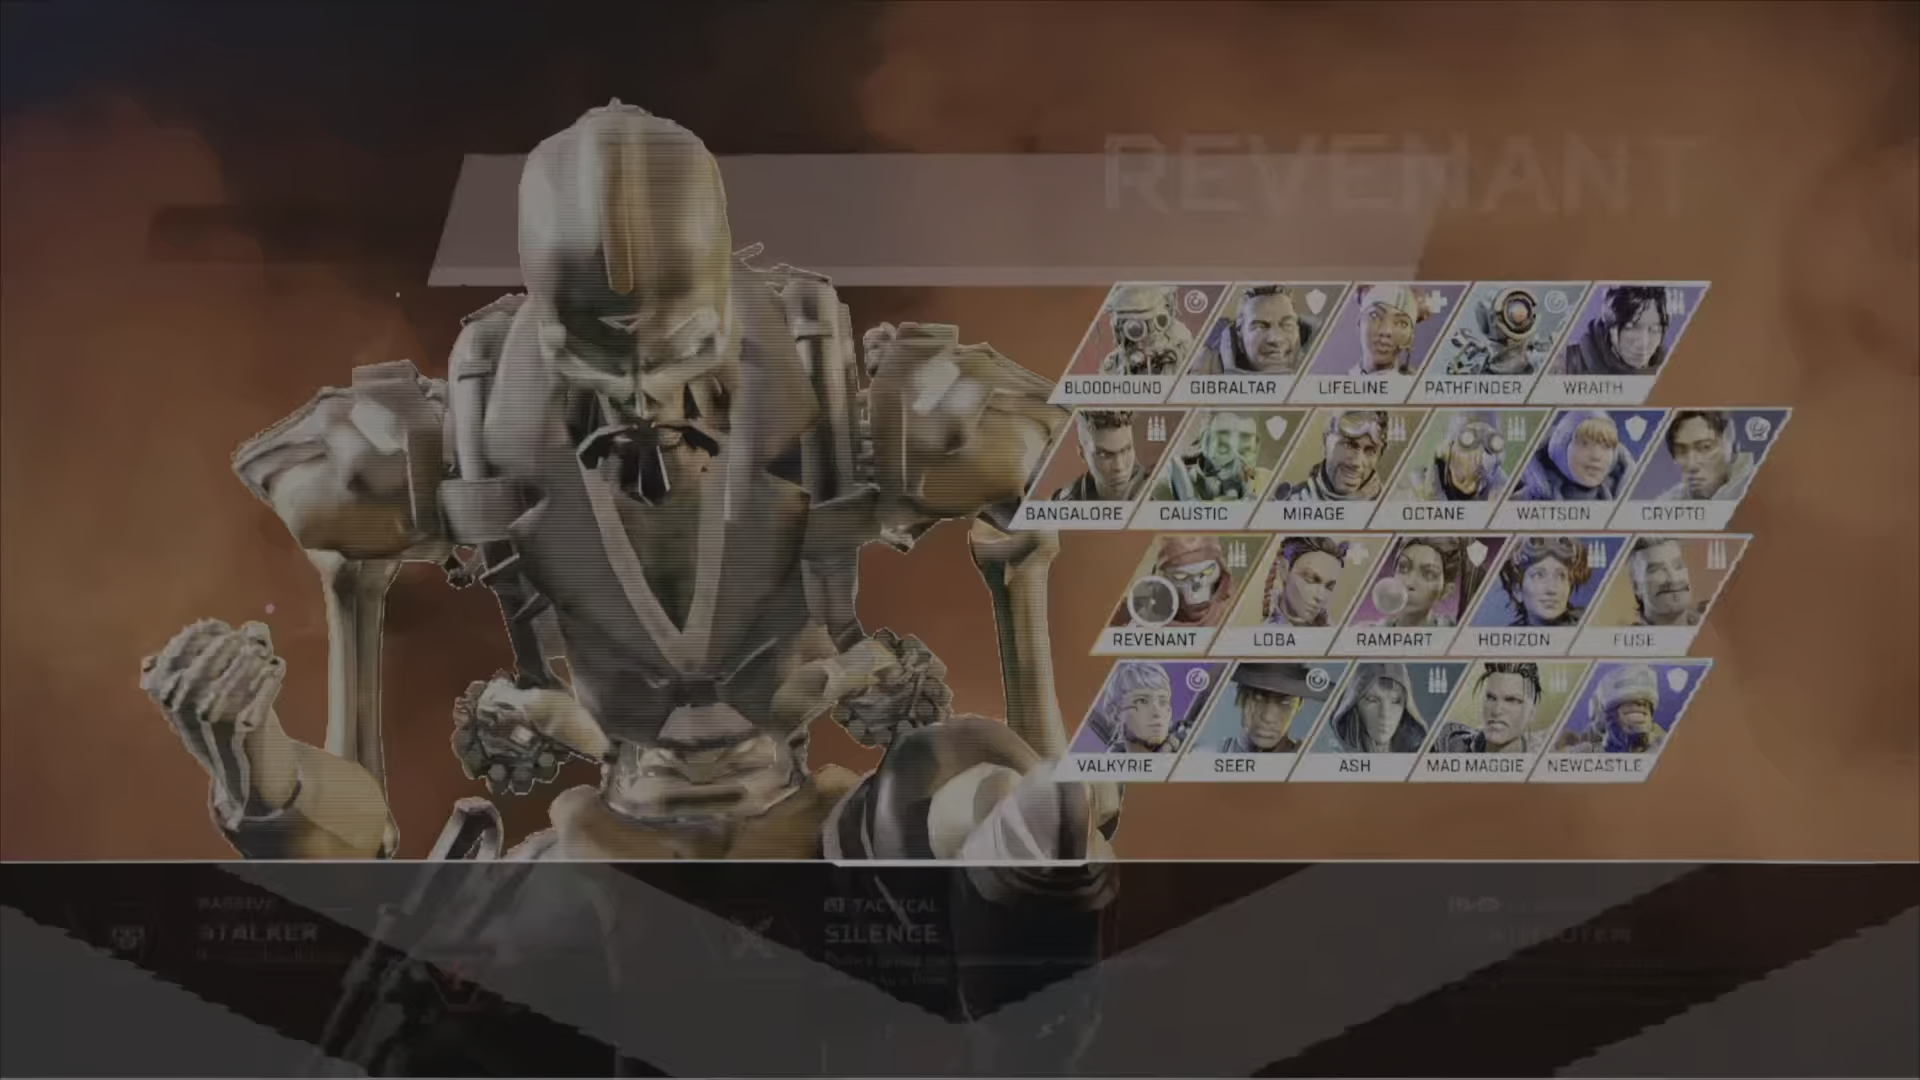 REVENANT
BLOODHOUND GIBRALTAR LIFELINE PATHFINDER WRAITH
BANGALORE CAUSTIC MIRAGE OCTANE WATTSON CRYPTO
REVENANT LOBA RAMPART HORIZON FUSE
VALKYRIE SEER ASH MAD MAGGIE NEWCASTLE
PASSIVE
STALKER
TACTICAL
SILENCE